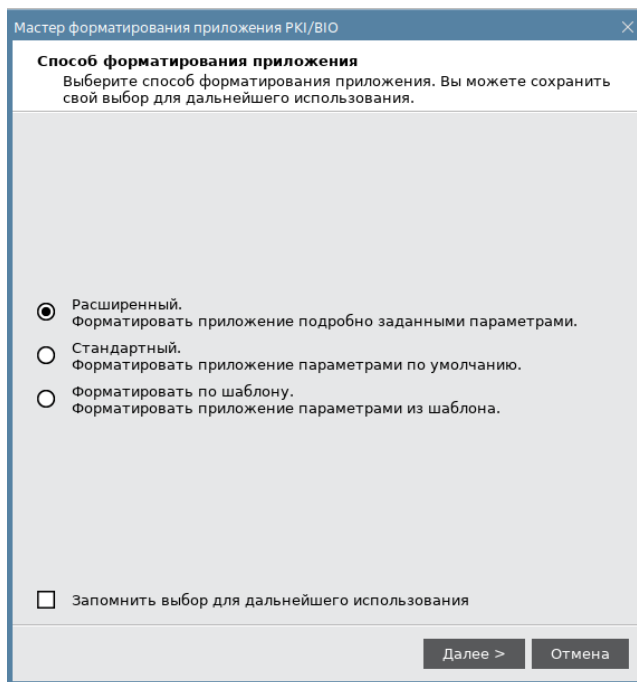 Мастер форматирования приложения PKI/BIO
Способ форматирования приложения
Выберите способ форматирования приложения. Вы можете сохранить
свой выбор для дальнейшего использования.
Расширенный.
Форматировать приложение подробно заданными параметрами.
Стандартный.
Форматировать приложение параметрами по умолчанию.
Форматировать по шаблону.
Форматировать приложение параметрами из шаблона.
Запомнить выбор для дальнейшего использования
Далее >
Отмена